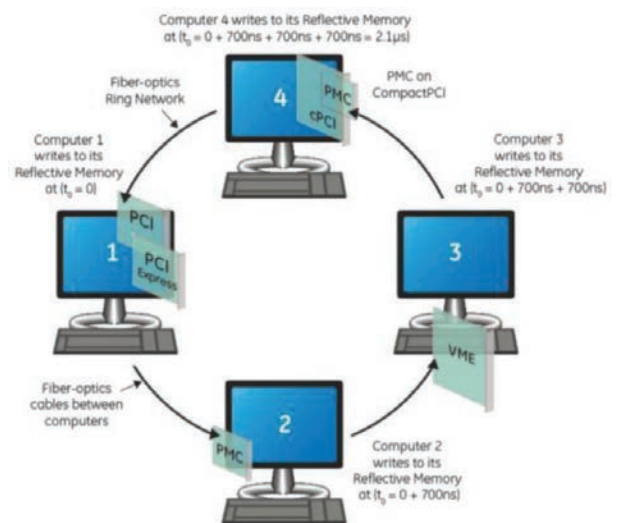 Computer 4 writes to its Reflective Memory
at (t₀ = 0 + 700ns + 700ns + 700ns = 2.1µs)
Fiber-optics
Ring Network
4
PMC
cPCI
PMC on
CompactPCI
Computer 1
writes to its
Reflective Memory
at (t₀ = 0)
Computer 3
writes to its
Reflective Memory
at (t₀ = 0 + 700ns + 700ns)
1
PCI
PCI
Express
3
VME
Fiber-optics
cables between
computers
PMC
2
Computer 2
writes to its
Reflective Memory
at (t₀ = 0 + 700ns)